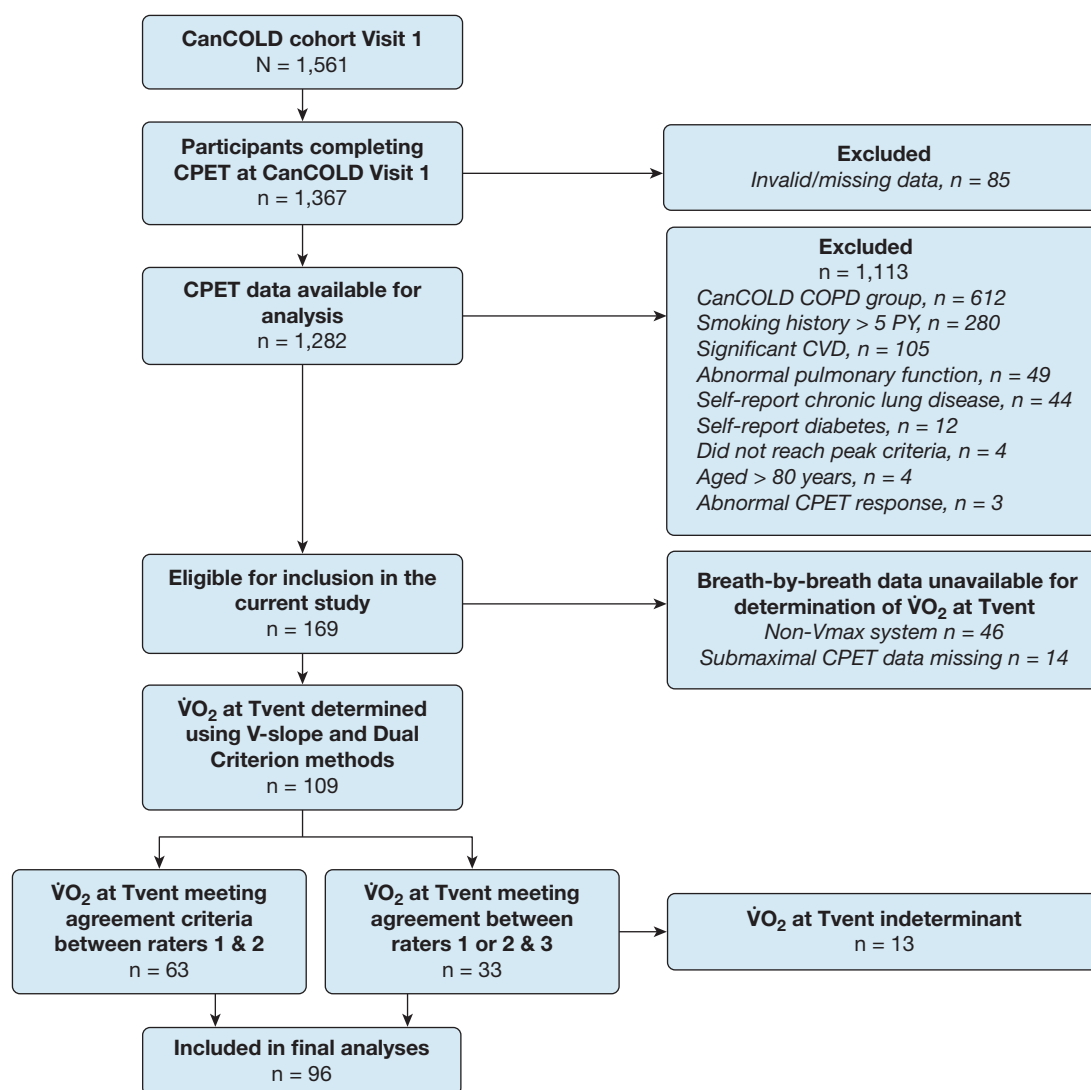 CanCOLD cohort Visit 1
N = 1,561
Participants completing
CPET at CanCOLD Visit 1
n = 1,367
Excluded
Invalid/missing data, n = 85
CPET data available for
analysis
n = 1,282
Excluded
n = 1,113
CanCOLD COPD group, n = 612
Smoking history > 5 PY, n = 280
Significant CVD, n = 105
Abnormal pulmonary function, n = 49
Self-report chronic lung disease, n = 44
Self-report diabetes, n = 12
Did not reach peak criteria, n = 4
Aged > 80 years, n = 4
Abnormal CPET response, n = 3
Eligible for inclusion in the
current study
n = 169
Breath-by-breath data unavailable for
determination of V̇O₂ at Tvent
Non-Vmax system n = 46
Submaximal CPET data missing n = 14
V̇O₂ at Tvent determined
using V-slope and Dual
Criterion methods
n = 109
V̇O₂ at Tvent meeting
agreement criteria
between raters 1 & 2
n = 63
V̇O₂ at Tvent meeting
agreement between
raters 1 or 2 & 3
n = 33
V̇O₂ at Tvent indeterminant
n = 13
Included in final analyses
n = 96